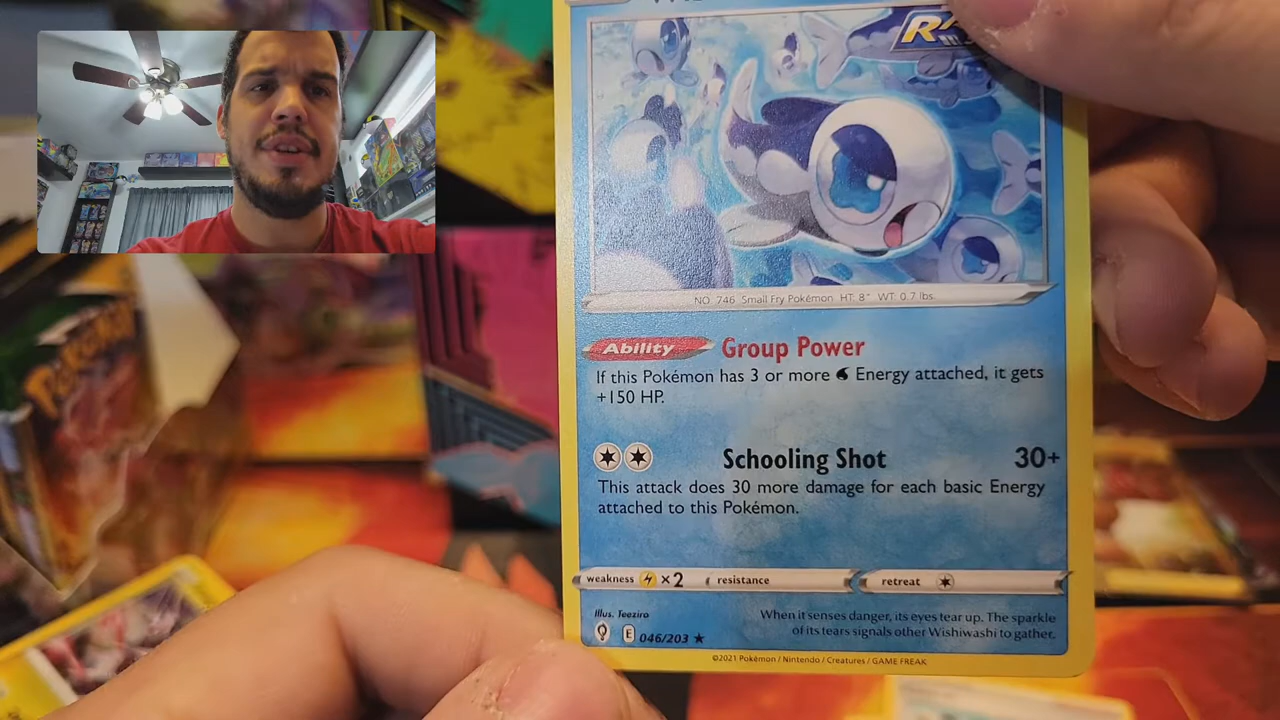 NO. 746 Small Fry Pokémon HT: 8" WT: 0.7 lbs.
Ability Group Power
If this Pokémon has 3 or more Energy attached, it gets
+150 HP.
Schooling Shot 30+
This attack does 30 more damage for each basic Energy
attached to this Pokémon.
weakness ×2 resistance retreat
Illus. Teeziro
When it senses danger, its eyes tear up. The sparkle
of its tears signals other Wishiwashi to gather.
E 046/203 ★
©2021 Pokémon / Nintendo / Creatures / GAME FREAK
POKÉMON